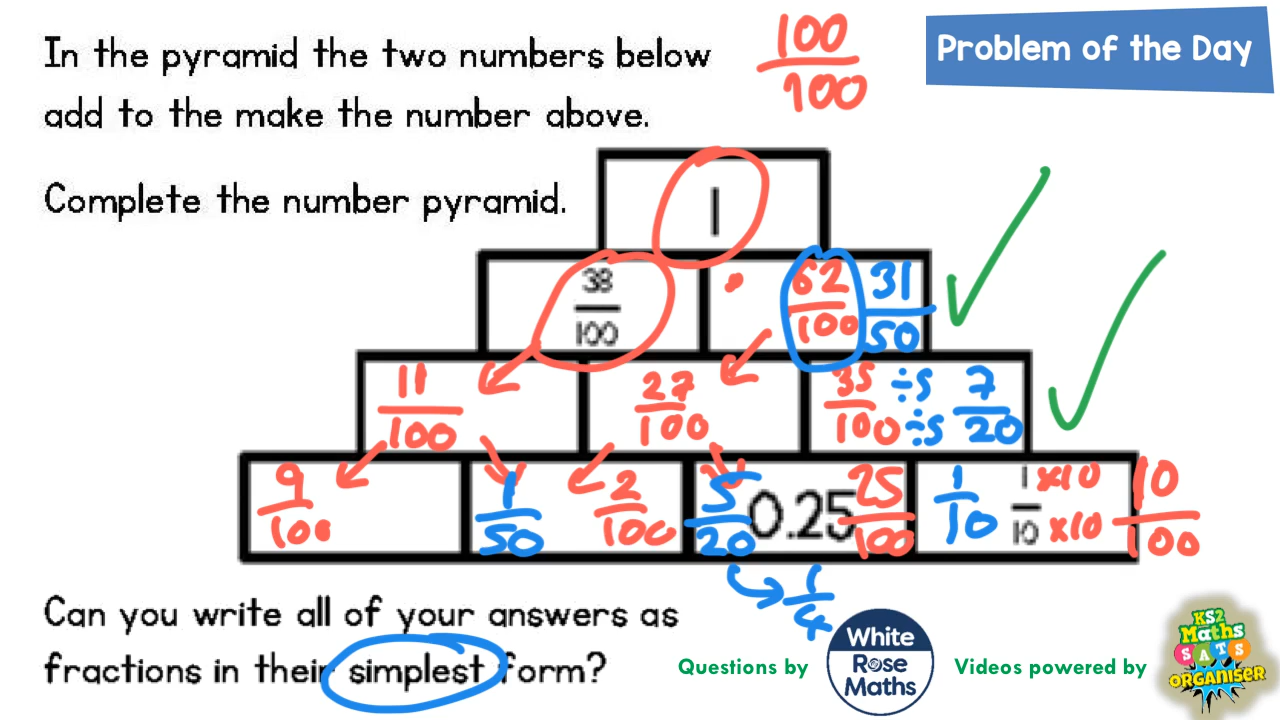 In the pyramid the two numbers below
add to the make the number above.
100/100
Problem of the Day
Complete the number pyramid.
1
38/100 62/100 31/50
11/100 27/100 35/100 ÷5 ÷5 7/20
9/100 1/50 2/100 5/20 0.25 25/100 1/10 1/10 x10 x10 10/100
1/4
Can you write all of your answers as
fractions in their simplest form?
Questions by
White
Rose
Maths
Videos powered by
KS2
Maths
SATS
ORGANISER